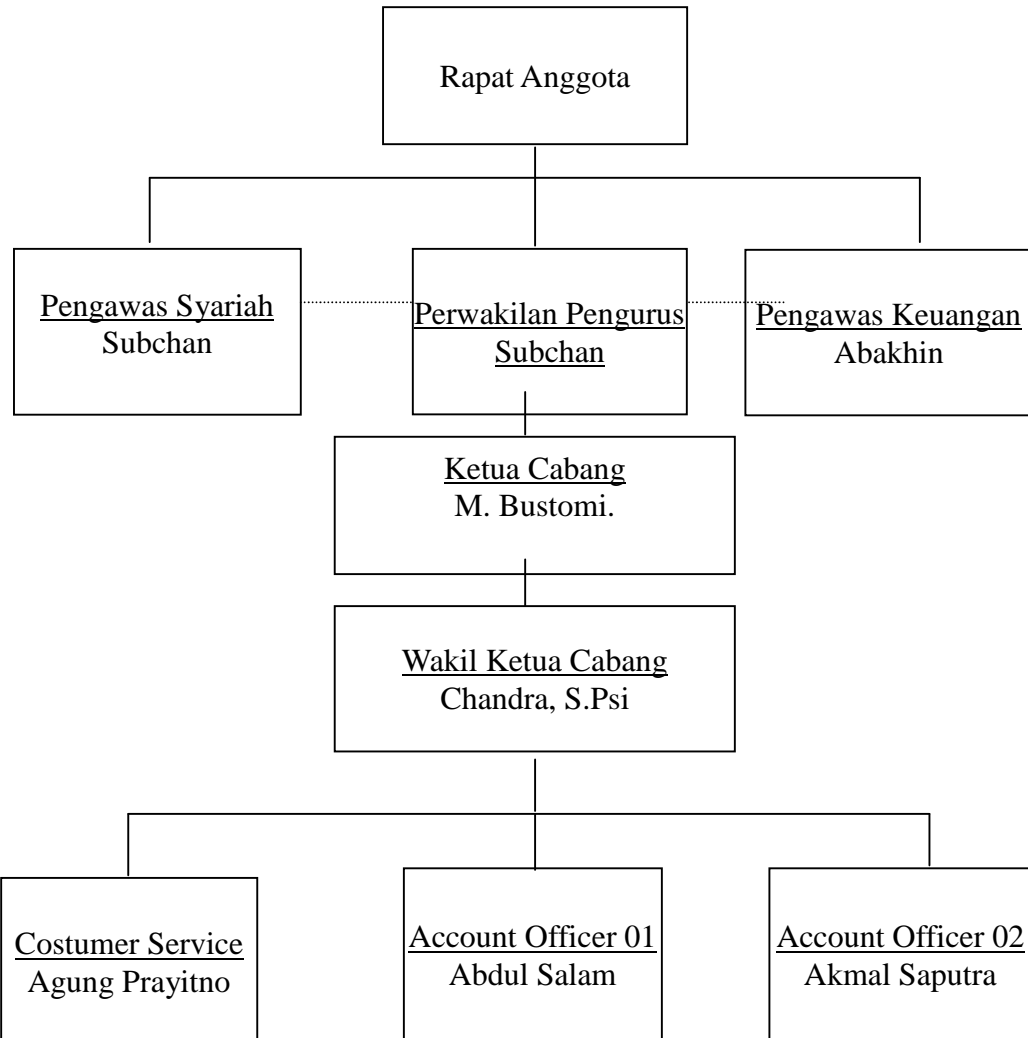 Rapat Anggota
Pengawas Syariah
Subchan
Perwakilan Pengurus
Subchan
Pengawas Keuangan
Abakhin
Ketua Cabang
M. Bustomi.
Wakil Ketua Cabang
Chandra, S.Psi
Costumer Service
Agung Prayitno
Account Officer 01
Abdul Salam
Account Officer 02
Akmal Saputra